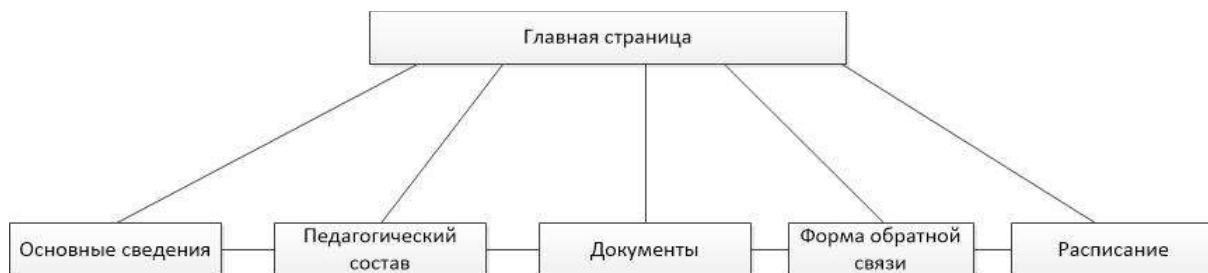 Главная страница
Основные сведения
Педагогический
состав
Документы
Форма обратной
связи
Расписание